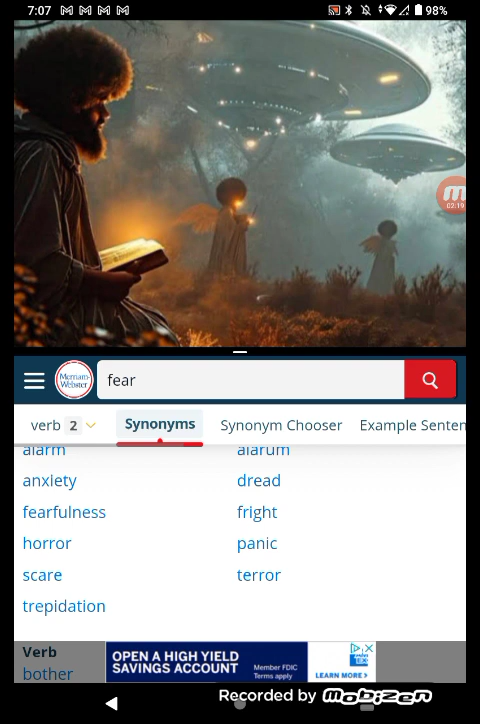 7:07
98%
02:19
Merriam-Webster
fear
verb 2 Synonyms Synonym Chooser Example Senten
alarm alarum
anxiety dread
fearfulness fright
horror panic
scare terror
trepidation
Verb
bother
OPEN A HIGH YIELD
SAVINGS ACCOUNT
Member FDIC
Terms apply
LEARN MORE>
Recorded by mobizen